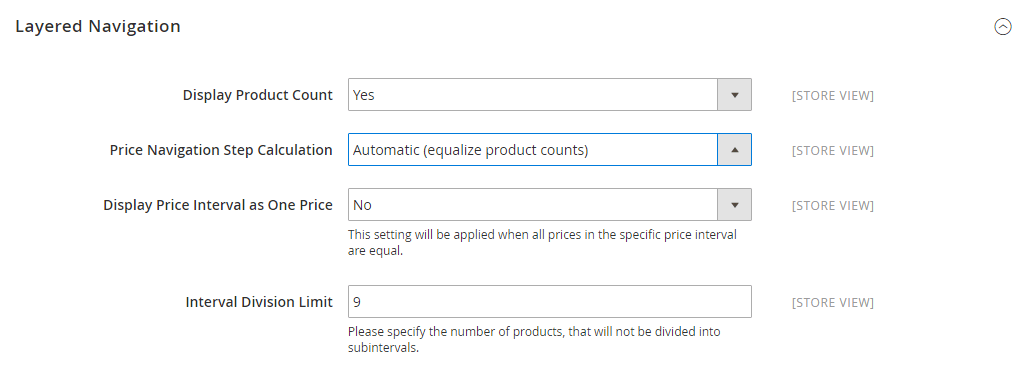 Layered Navigation
Display Product Count Yes [STORE VIEW]
Price Navigation Step Calculation Automatic (equalize product counts) [STORE VIEW]
Display Price Interval as One Price No [STORE VIEW]
This setting will be applied when all prices in the specific price interval
are equal.
Interval Division Limit 9 [STORE VIEW]
Please specify the number of products, that will not be divided into
subintervals.